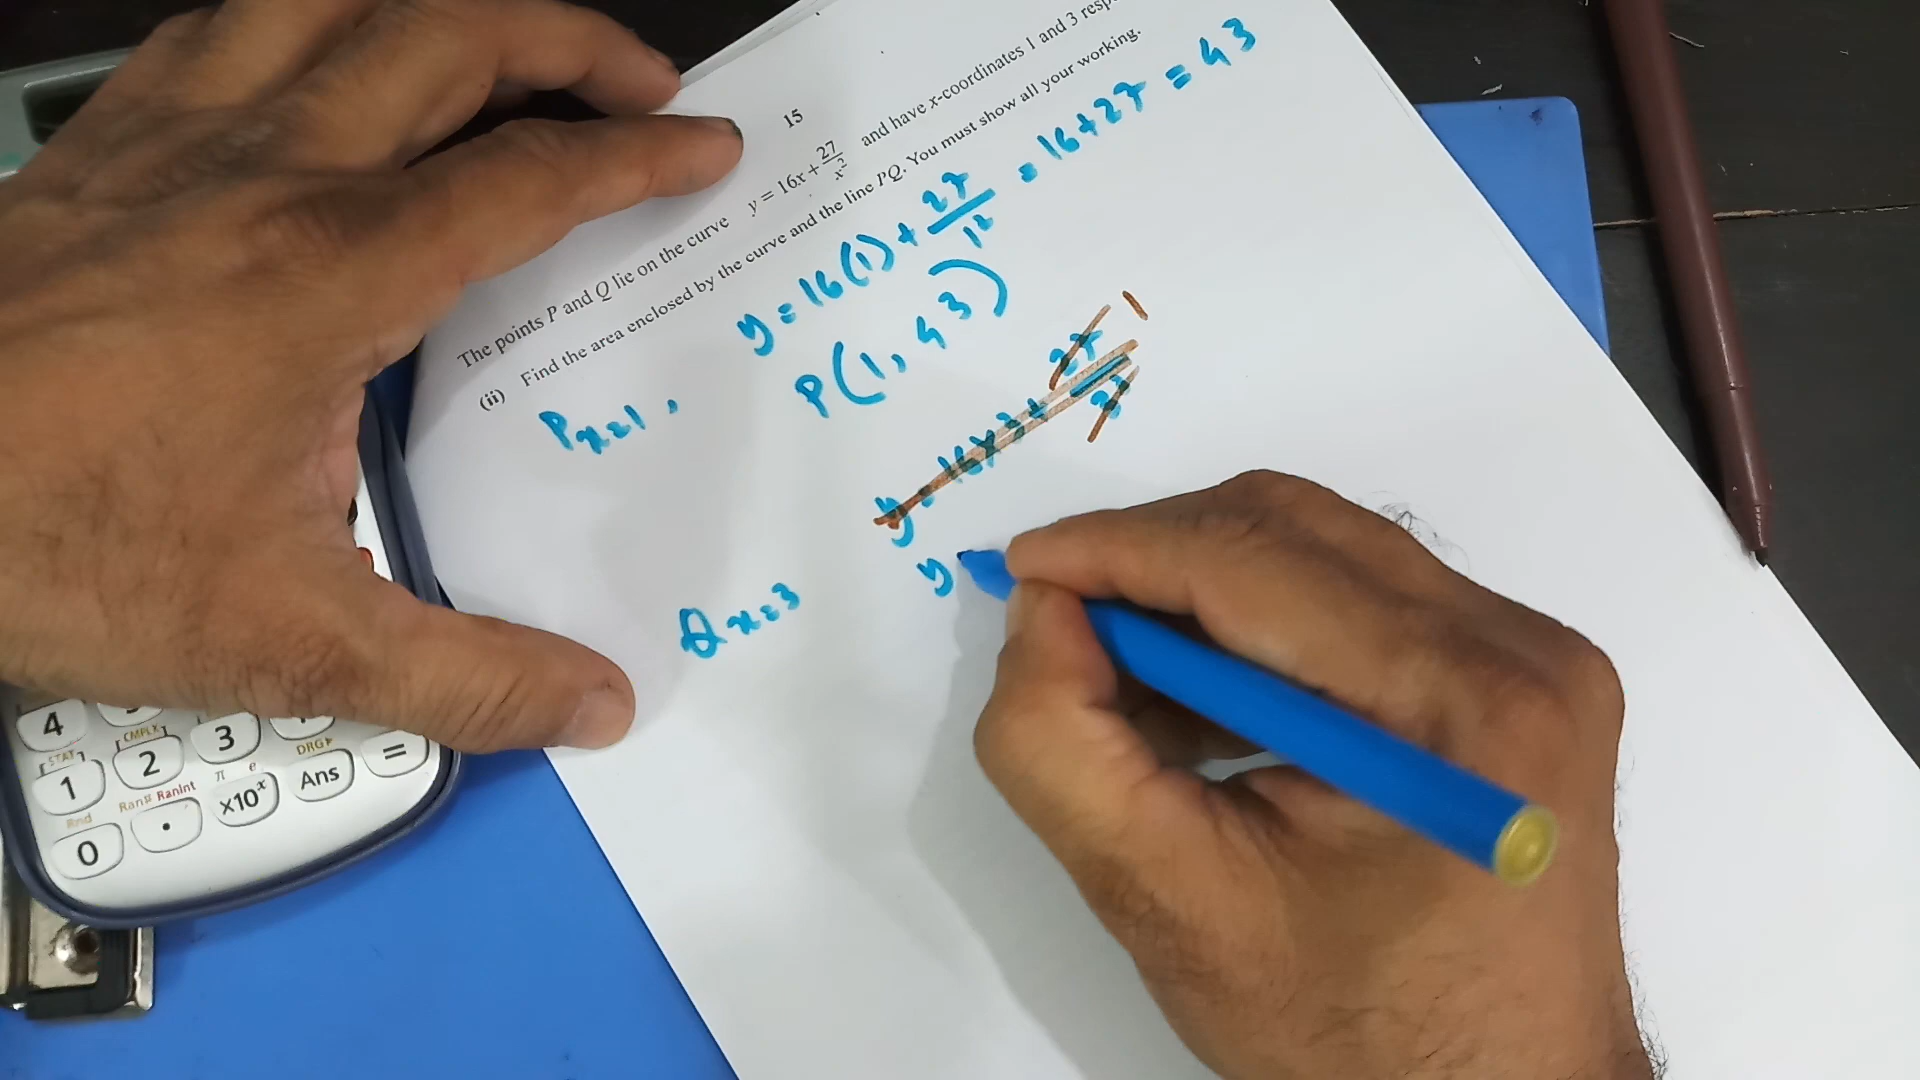 15
The points P and Q lie on the curve y = 16x + 27/x² and have x-coordinates 1 and 3
(ii) Find the area enclosed by the curve and the line PQ. You must show all your working.
P x=1,
y = 16(1) + 27/1² = 16+27 = 43
P(1, 43)
Q x=3
y
4
1
2
3
0
.
×10ˣ
Ans
=
STAT
CMPLX
π
e
DRG▸
Rnd
Ran# RanInt